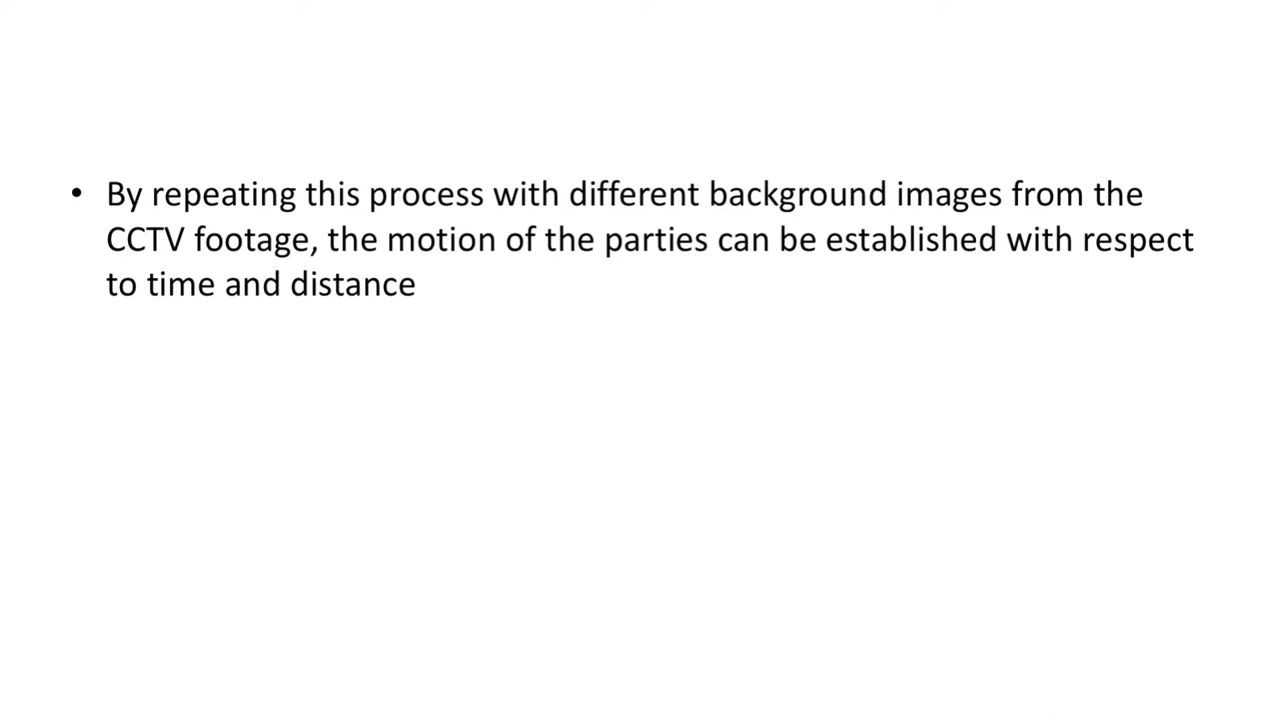 • By repeating this process with different background images from the
CCTV footage, the motion of the parties can be established with respect
to time and distance